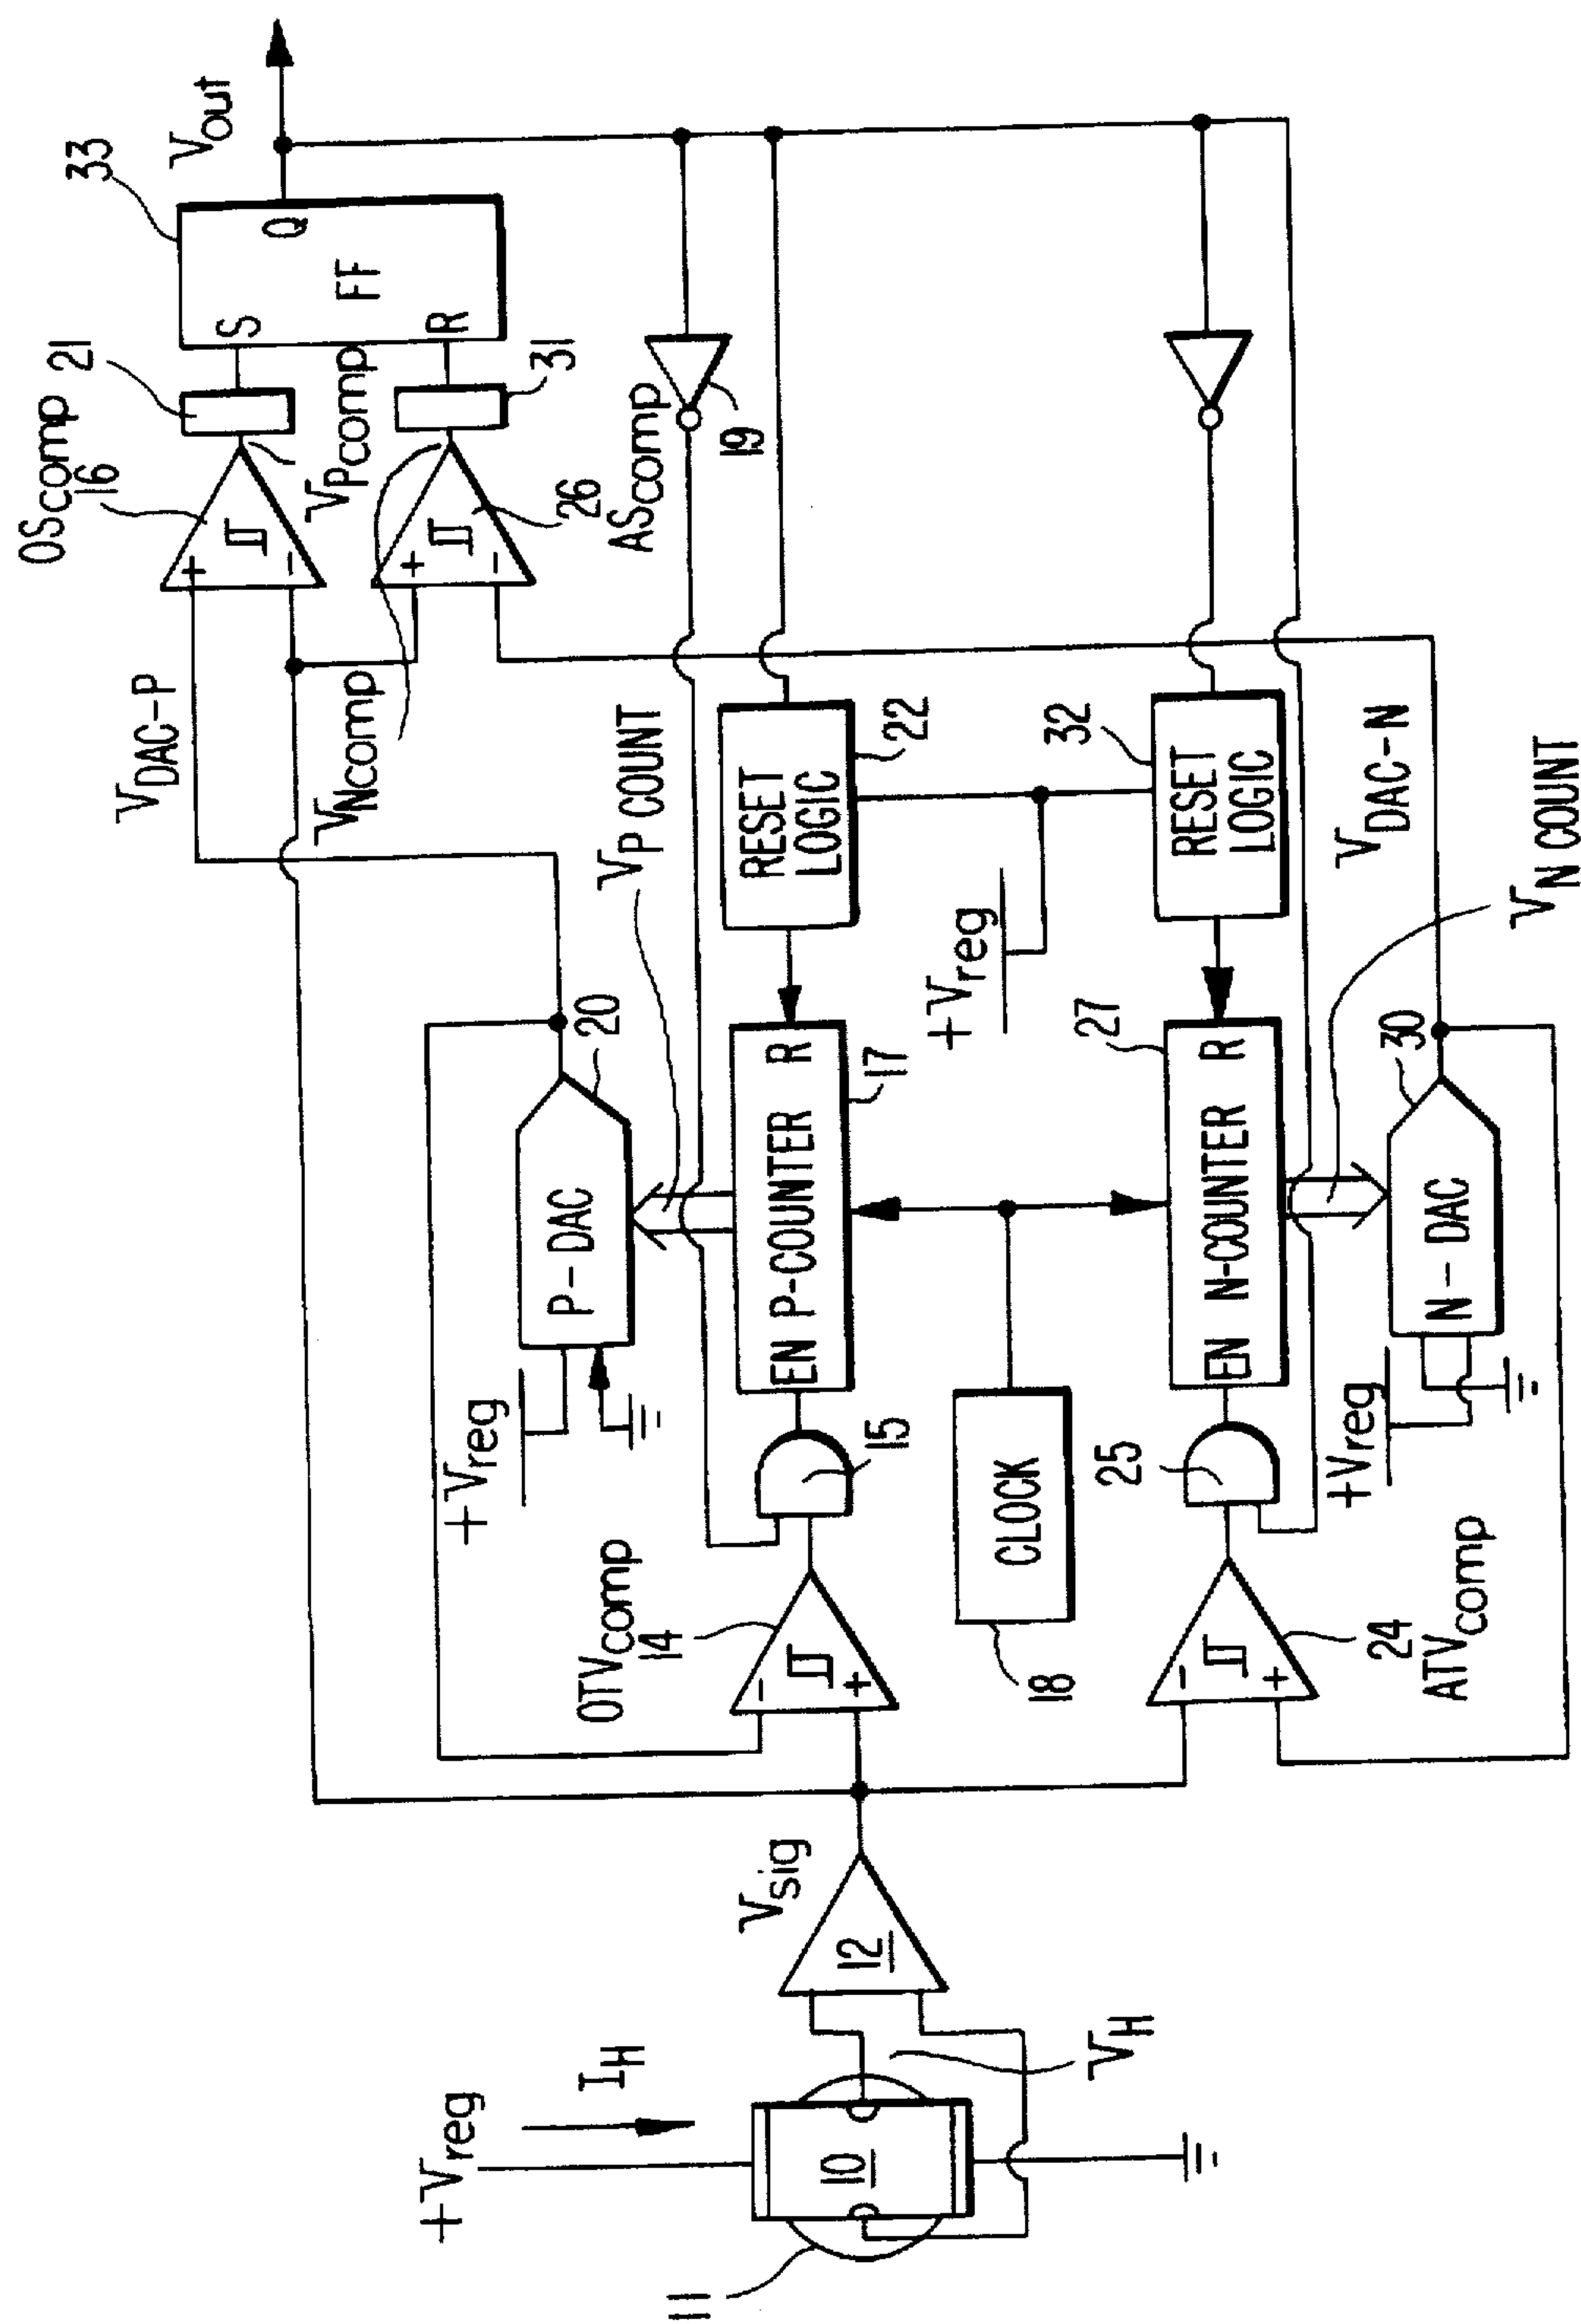 +Vreg
IH
11
10
VH
12
Vsig
OTVcomp
14
-
+
15
+Vreg
P-DAC
20
VDAC-P
VP COUNT
EN P-COUNTER R
17
RESET
LOGIC
22
CLOCK
18
+Vreg
-
+
24
ATVcomp
25
EN N-COUNTER R
27
RESET
LOGIC
32
+Vreg
N-DAC
30
VDAC-N
VN COUNT
OScomp
16
+
-
21
VPcomp
VNcomp
+
-
26
AScomp
31
19
S
R
Q
FF
33
Vout